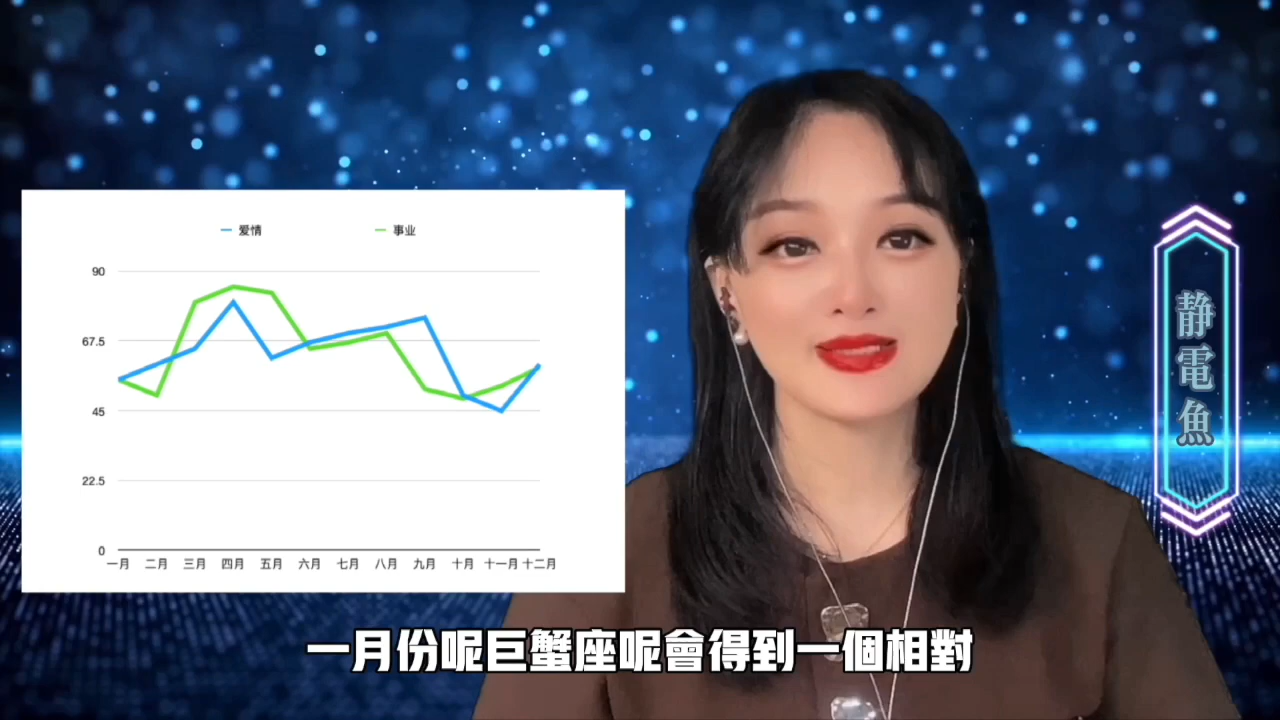 爱情
事业
90
67.5
45
22.5
0
一月 二月 三月 四月 五月 六月 七月 八月 九月 十月 十一月 十二月
静電魚
一月份呢巨蟹座呢會得到一個相對